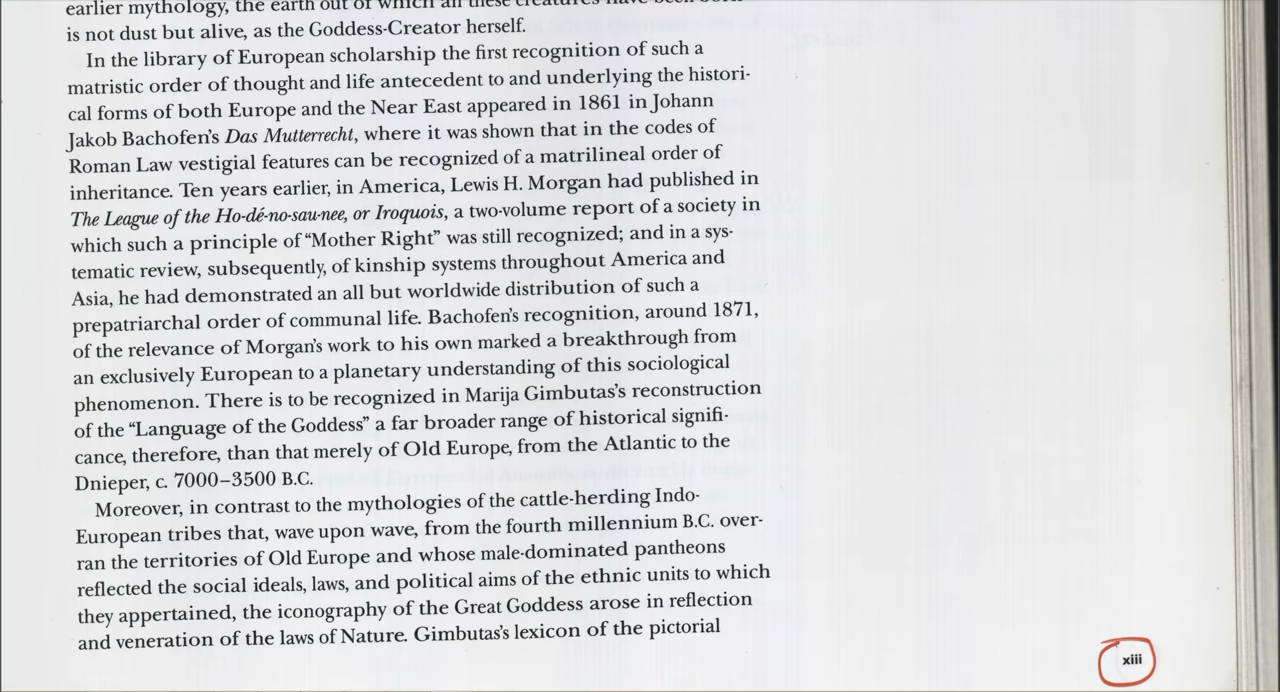 earlier mythology, the earth out of which all these creatures have been born
is not dust but alive, as the Goddess-Creator herself.
In the library of European scholarship the first recognition of such a
matristic order of thought and life antecedent to and underlying the histori-
cal forms of both Europe and the Near East appeared in 1861 in Johann
Jakob Bachofen's Das Mutterrecht, where it was shown that in the codes of
Roman Law vestigial features can be recognized of a matrilineal order of
inheritance. Ten years earlier, in America, Lewis H. Morgan had published in
The League of the Ho-dé-no-sau-nee, or Iroquois, a two-volume report of a society in
which such a principle of “Mother Right” was still recognized; and in a sys-
tematic review, subsequently, of kinship systems throughout America and
Asia, he had demonstrated an all but worldwide distribution of such a
prepatriarchal order of communal life. Bachofen's recognition, around 1871,
of the relevance of Morgan's work to his own marked a breakthrough from
an exclusively European to a planetary understanding of this sociological
phenomenon. There is to be recognized in Marija Gimbutas's reconstruction
of the “Language of the Goddess” a far broader range of historical signifi-
cance, therefore, than that merely of Old Europe, from the Atlantic to the
Dnieper, c. 7000–3500 B.C.
Moreover, in contrast to the mythologies of the cattle-herding Indo-
European tribes that, wave upon wave, from the fourth millennium B.C. over-
ran the territories of Old Europe and whose male-dominated pantheons
reflected the social ideals, laws, and political aims of the ethnic units to which
they appertained, the iconography of the Great Goddess arose in reflection
and veneration of the laws of Nature. Gimbutas's lexicon of the pictorial
xiii